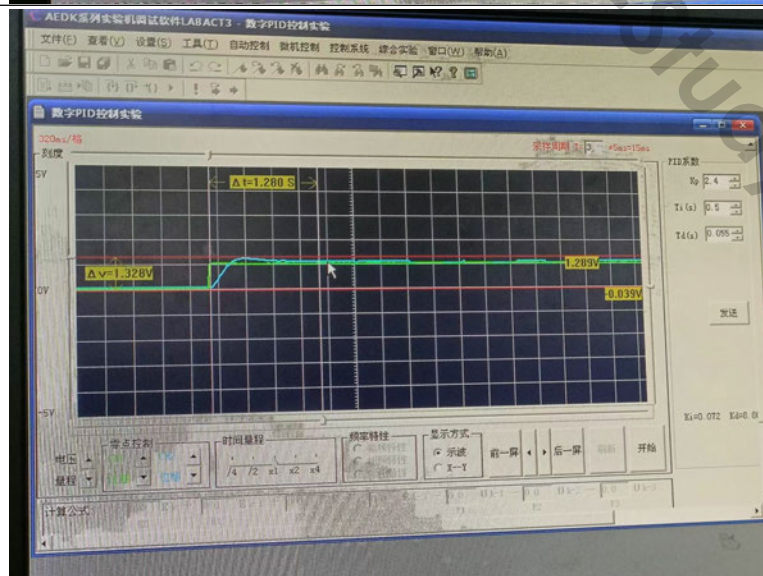 AEDK系列实验机调试软件LABACT3 - 数字PID控制实验
文件(F) 查看(V) 设置(S) 工具(T) 自动控制 微机控制 控制系统 综合实验 窗口(W) 帮助(A)
数字PID控制实验
320ms/格
采样周期 T: 3 *5ms=15ms
刻度
PID系数
5V
Δt=1.280 S
Kp 2.4
Ti(s) 0.5
Td(s) 0.055
Δv=1.328V
1.289V
0V
-0.039V
发送
-5V
Ki=0.072
零点控制
时间量程
频率特性
显示方式
电压
量程
/4 /2 x1 x2 x4
示波
X--Y
前一屏
后一屏
开始
计算公式